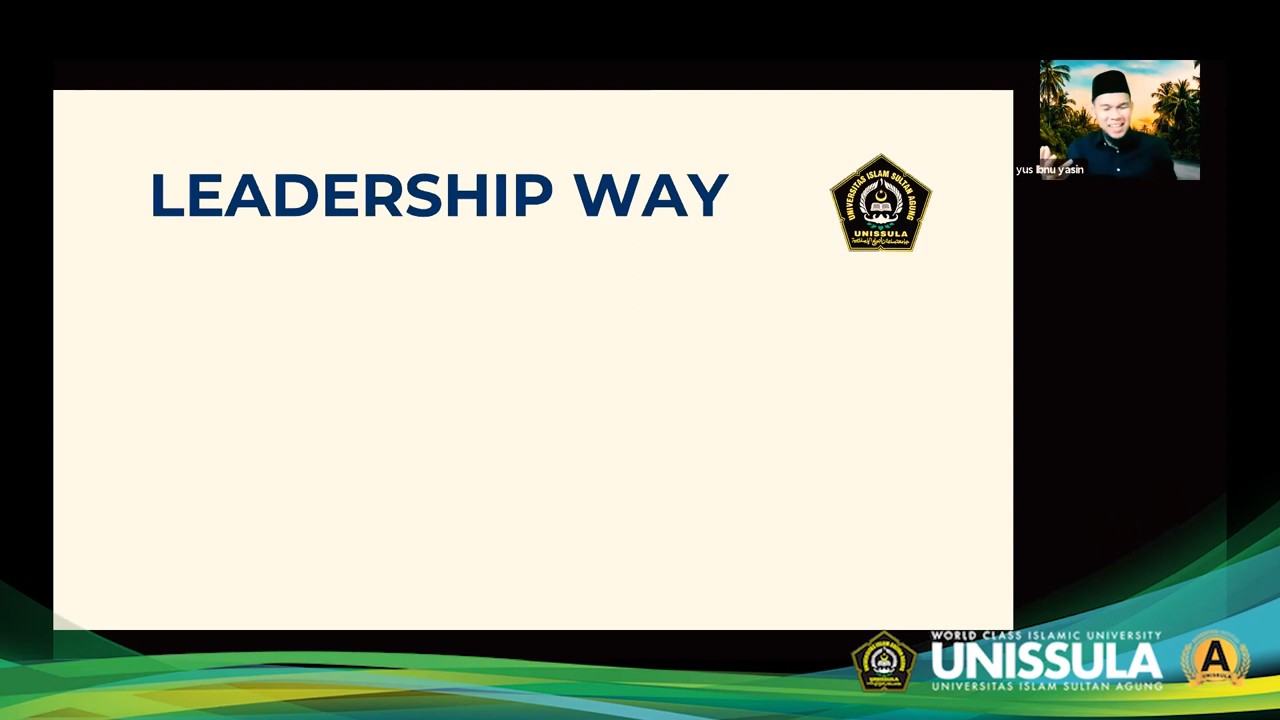 LEADERSHIP WAY
UNIVERSITAS ISLAM SULTAN AGUNG
UNISSULA
yus ibnu yasin
WORLD CLASS ISLAMIC UNIVERSITY
UNISSULA
UNIVERSITAS ISLAM SULTAN AGUNG
A
UNISSULA